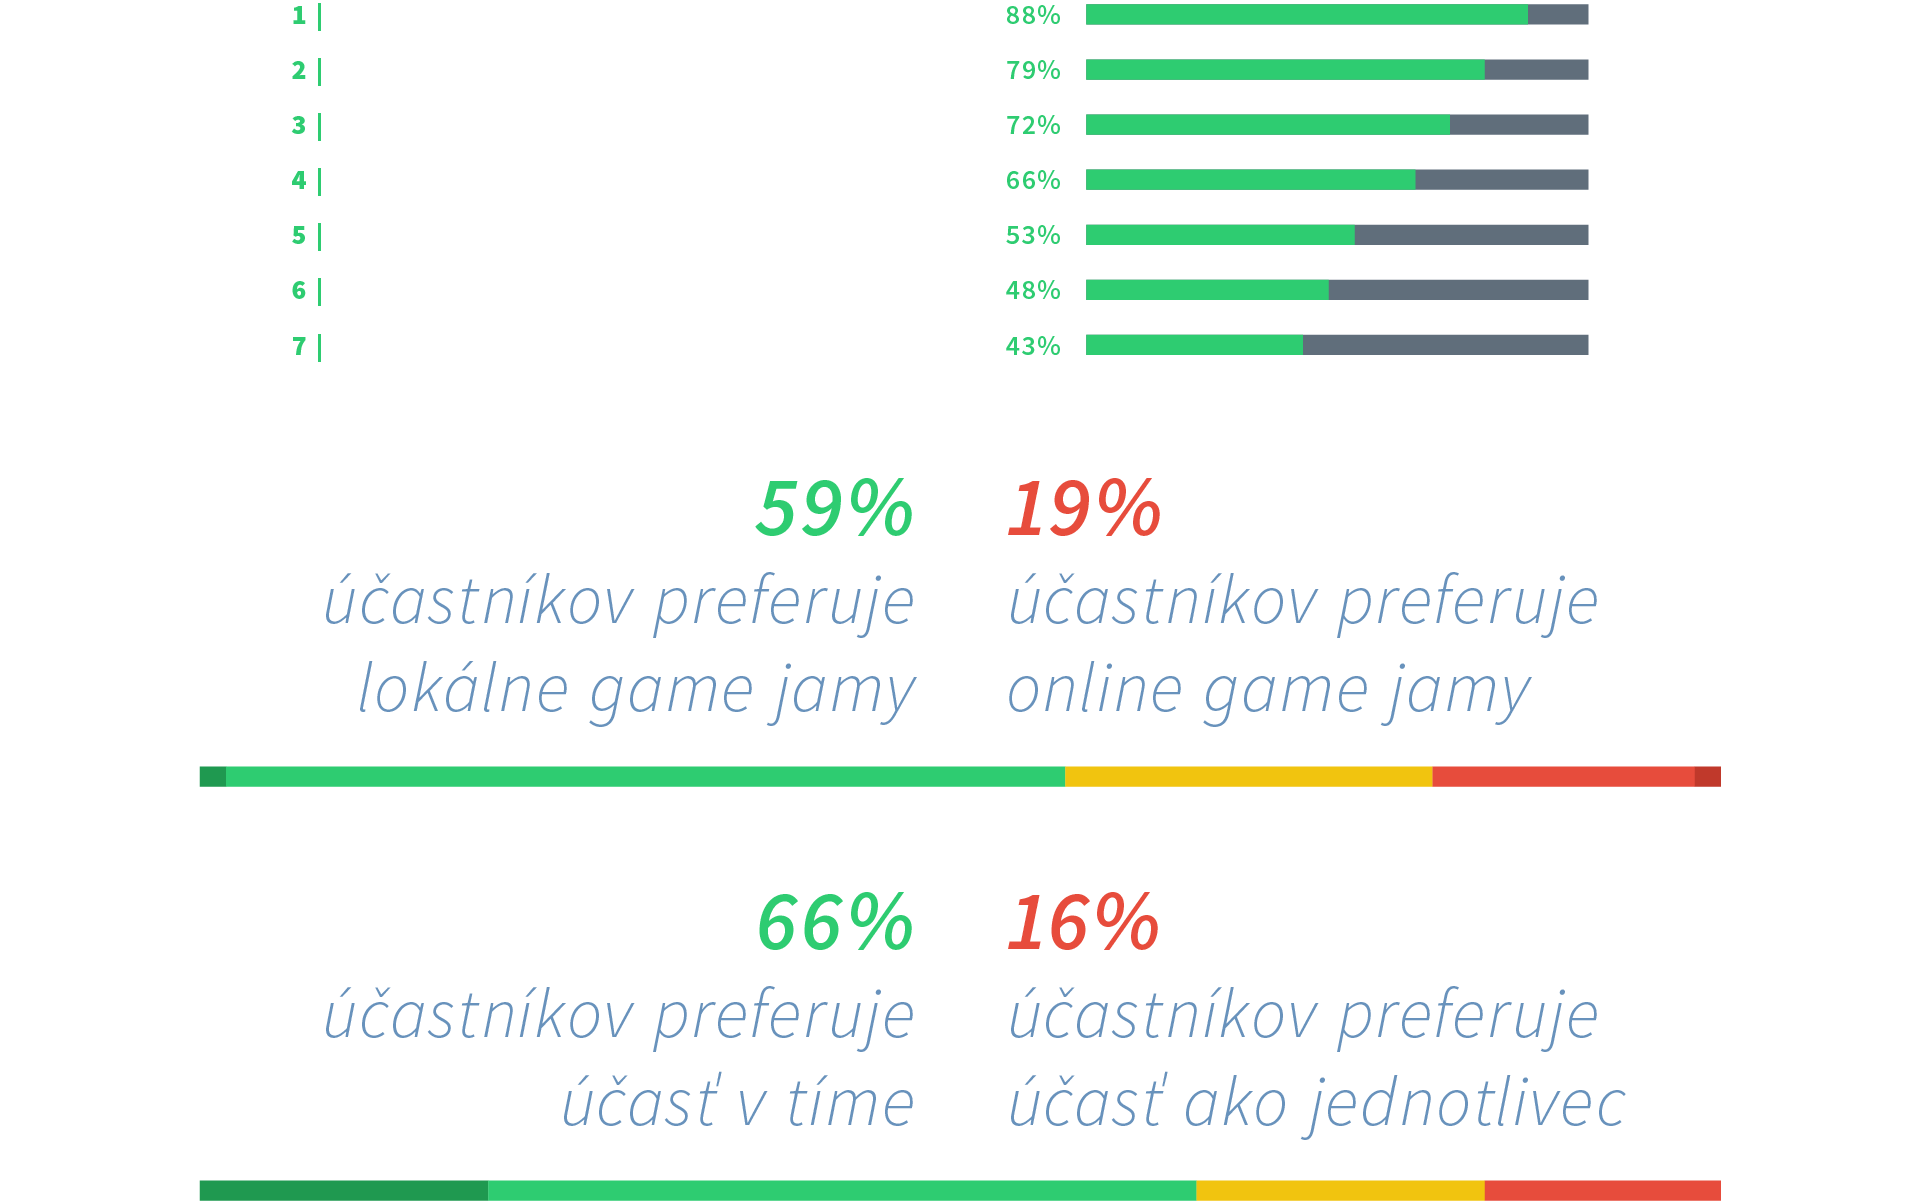 1 | 88%
2 | 79%
3 | 72%
4 | 66%
5 | 53%
6 | 48%
7 | 43%
59%
účastníkov preferuje
lokálne game jamy
19%
účastníkov preferuje
online game jamy
66%
účastníkov preferuje
účasť v tíme
16%
účastníkov preferuje
účasť ako jednotlivec